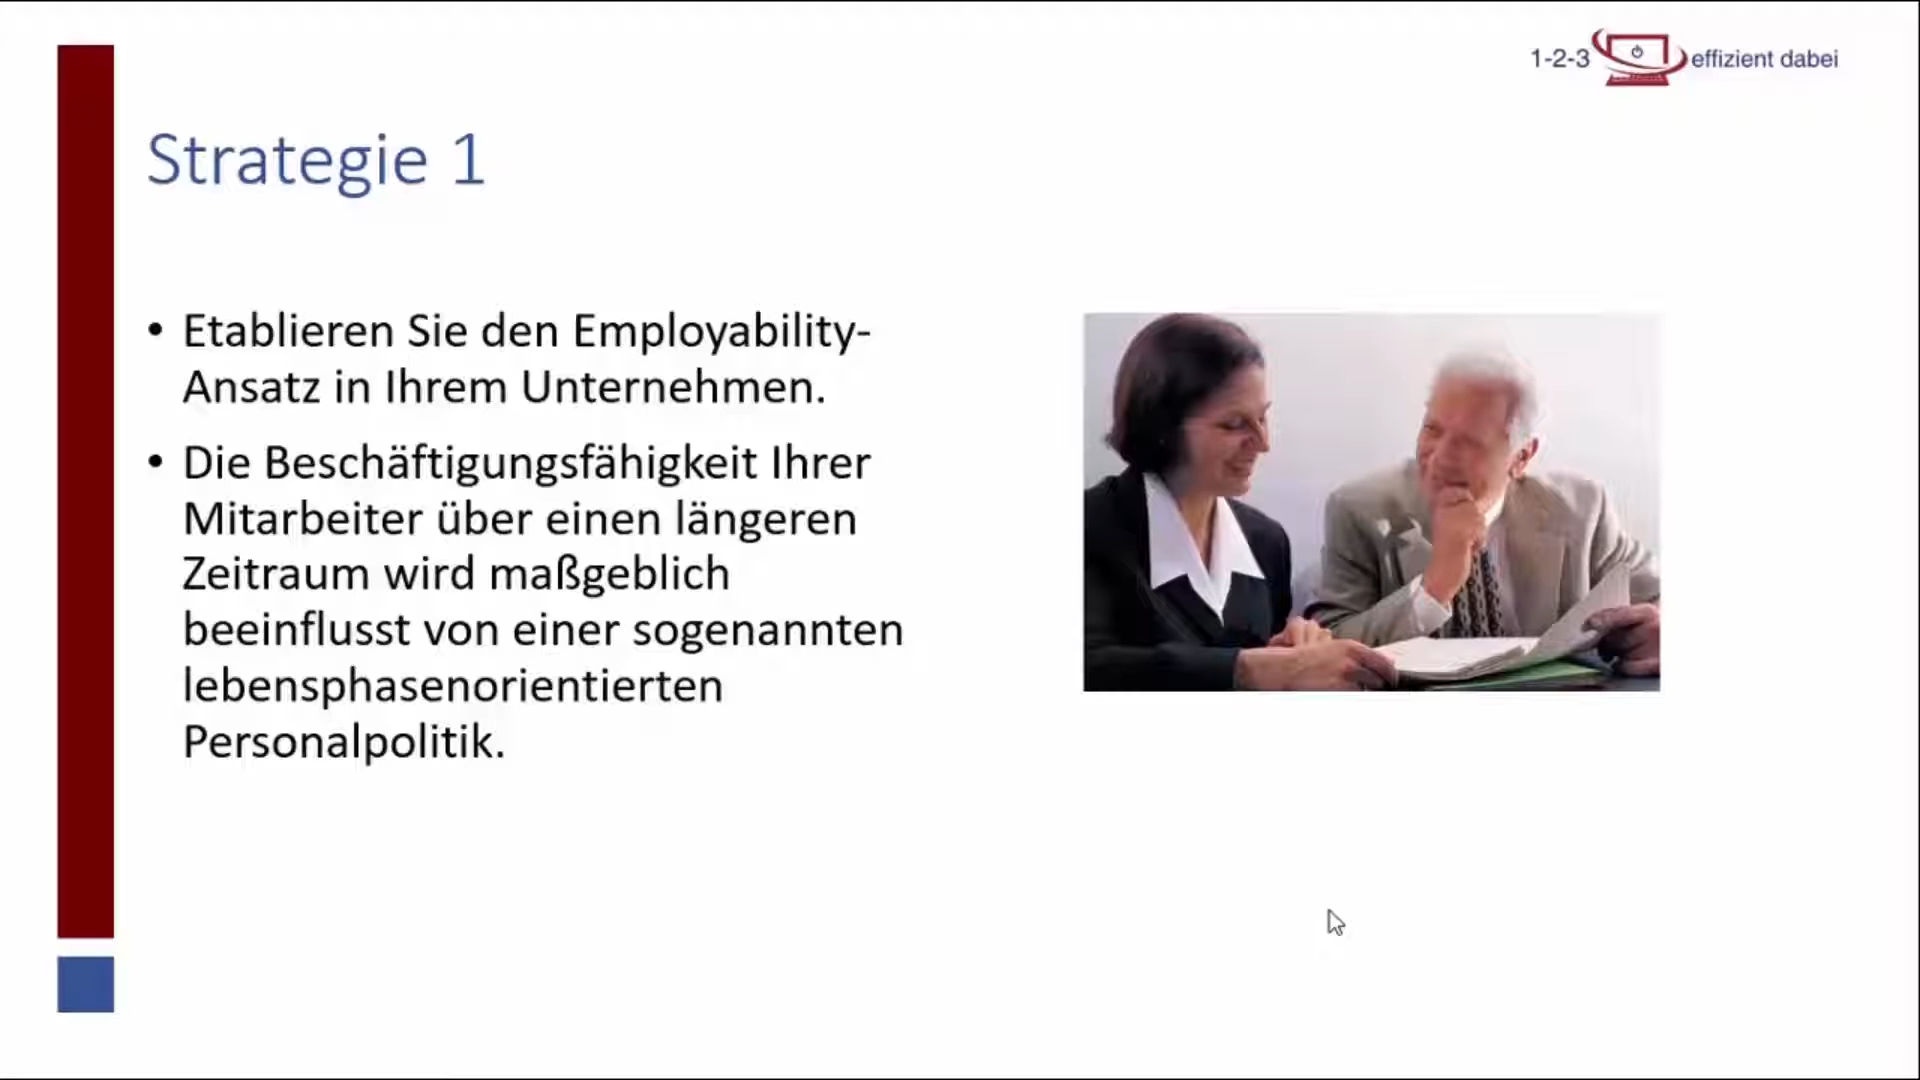 1-2-3 effizient dabei
Strategie 1
• Etablieren Sie den Employability-
Ansatz in Ihrem Unternehmen.
• Die Beschäftigungsfähigkeit Ihrer
Mitarbeiter über einen längeren
Zeitraum wird maßgeblich
beeinflusst von einer sogenannten
lebensphasenorientierten
Personalpolitik.